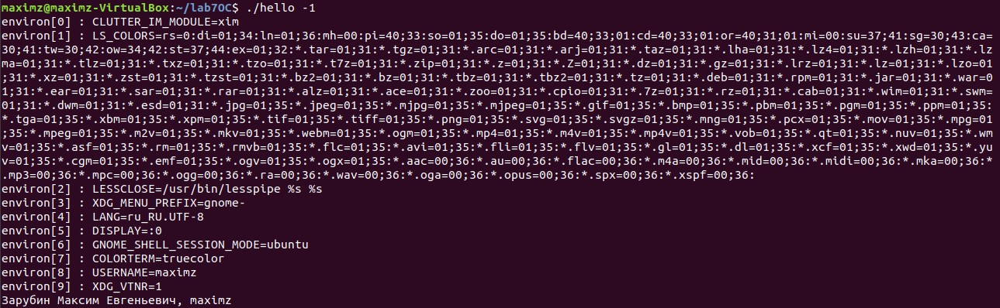 maximz@maximz-VirtualBox:~/lab7OC$ ./hello -1
environ[0] : CLUTTER_IM_MODULE=xim
environ[1] : LS_COLORS=rs=0:di=01;34:ln=01;36:mh=00:pi=40;33:so=01;35:do=01;35:bd=40;33;01:cd=40;33;01:or=40;31;01:mi=00:su=37;41:sg=30;43:ca=
30;41:tw=30;42:ow=34;42:st=37;44:ex=01;32:*.tar=01;31:*.tgz=01;31:*.arc=01;31:*.arj=01;31:*.taz=01;31:*.lha=01;31:*.lz4=01;31:*.lzh=01;31:*.lz
ma=01;31:*.tlz=01;31:*.txz=01;31:*.tzo=01;31:*.t7z=01;31:*.zip=01;31:*.z=01;31:*.Z=01;31:*.dz=01;31:*.gz=01;31:*.lrz=01;31:*.lz=01;31:*.lzo=01
;31:*.xz=01;31:*.zst=01;31:*.tzst=01;31:*.bz2=01;31:*.bz=01;31:*.tbz=01;31:*.tbz2=01;31:*.tz=01;31:*.deb=01;31:*.rpm=01;31:*.jar=01;31:*.war=0
1;31:*.ear=01;31:*.sar=01;31:*.rar=01;31:*.alz=01;31:*.ace=01;31:*.zoo=01;31:*.cpio=01;31:*.7z=01;31:*.rz=01;31:*.cab=01;31:*.wim=01;31:*.swm=
01;31:*.dwm=01;31:*.esd=01;31:*.jpg=01;35:*.jpeg=01;35:*.mjpg=01;35:*.mjpeg=01;35:*.gif=01;35:*.bmp=01;35:*.pbm=01;35:*.pgm=01;35:*.ppm=01;35:
*.tga=01;35:*.xbm=01;35:*.xpm=01;35:*.tif=01;35:*.tiff=01;35:*.png=01;35:*.svg=01;35:*.svgz=01;35:*.mng=01;35:*.pcx=01;35:*.mov=01;35:*.mpg=01
;35:*.mpeg=01;35:*.m2v=01;35:*.mkv=01;35:*.webm=01;35:*.ogm=01;35:*.mp4=01;35:*.m4v=01;35:*.mp4v=01;35:*.vob=01;35:*.qt=01;35:*.nuv=01;35:*.wm
v=01;35:*.asf=01;35:*.rm=01;35:*.rmvb=01;35:*.flc=01;35:*.avi=01;35:*.fli=01;35:*.flv=01;35:*.gl=01;35:*.dl=01;35:*.xcf=01;35:*.xwd=01;35:*.yu
v=01;35:*.cgm=01;35:*.emf=01;35:*.ogv=01;35:*.ogx=01;35:*.aac=00;36:*.au=00;36:*.flac=00;36:*.m4a=00;36:*.mid=00;36:*.midi=00;36:*.mka=00;36:*
.mp3=00;36:*.mpc=00;36:*.ogg=00;36:*.ra=00;36:*.wav=00;36:*.oga=00;36:*.opus=00;36:*.spx=00;36:*.xspf=00;36:
environ[2] : LESSCLOSE=/usr/bin/lesspipe %s %s
environ[3] : XDG_MENU_PREFIX=gnome-
environ[4] : LANG=ru_RU.UTF-8
environ[5] : DISPLAY=:0
environ[6] : GNOME_SHELL_SESSION_MODE=ubuntu
environ[7] : COLORTERM=truecolor
environ[8] : USERNAME=maximz
environ[9] : XDG_VTNR=1
Зарубин Максим Евгеньевич, maximz